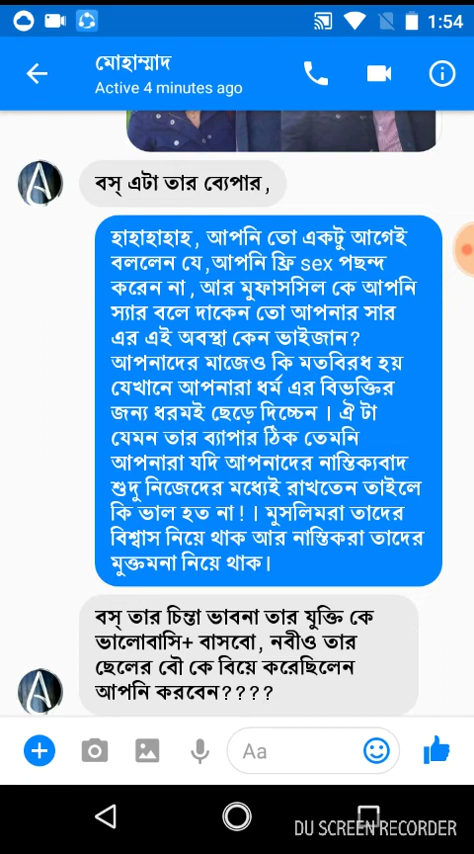 1:54
মোহাম্মাদ
Active 4 minutes ago
বস্ এটা তার ব্যেপার,
হাহাহাহাহ, আপনি তো একটু আগেই
বললেন যে,আপনি ফ্রি sex পছন্দ
করেন না, আর মুফাসসিল কে আপনি
স্যার বলে দাকেন তো আপনার সার
এর এই অবস্থা কেন ভাইজান?
আপনাদের মাজেও কি মতবিরধ হয়
যেখানে আপনারা ধর্ম এর বিভক্তির
জন্য ধরমই ছেড়ে দিচ্চেন। ঐ টা
যেমন তার ব্যাপার ঠিক তেমনি
আপনারা যদি আপনাদের নাস্তিক্যবাদ
শুদু নিজেদের মধ্যেই রাখতেন তাইলে
কি ভাল হত না!। মুসলিমরা তাদের
বিশ্বাস নিয়ে থাক আর নাস্তিকরা তাদের
মুক্তমনা নিয়ে থাক।
বস্ তার চিন্তা ভাবনা তার যুক্তি কে
ভালোবাসি+ বাসবো, নবীও তার
ছেলের বৌ কে বিয়ে করেছিলেন
আপনি করবেন????
Aa
DU SCREEN RECORDER